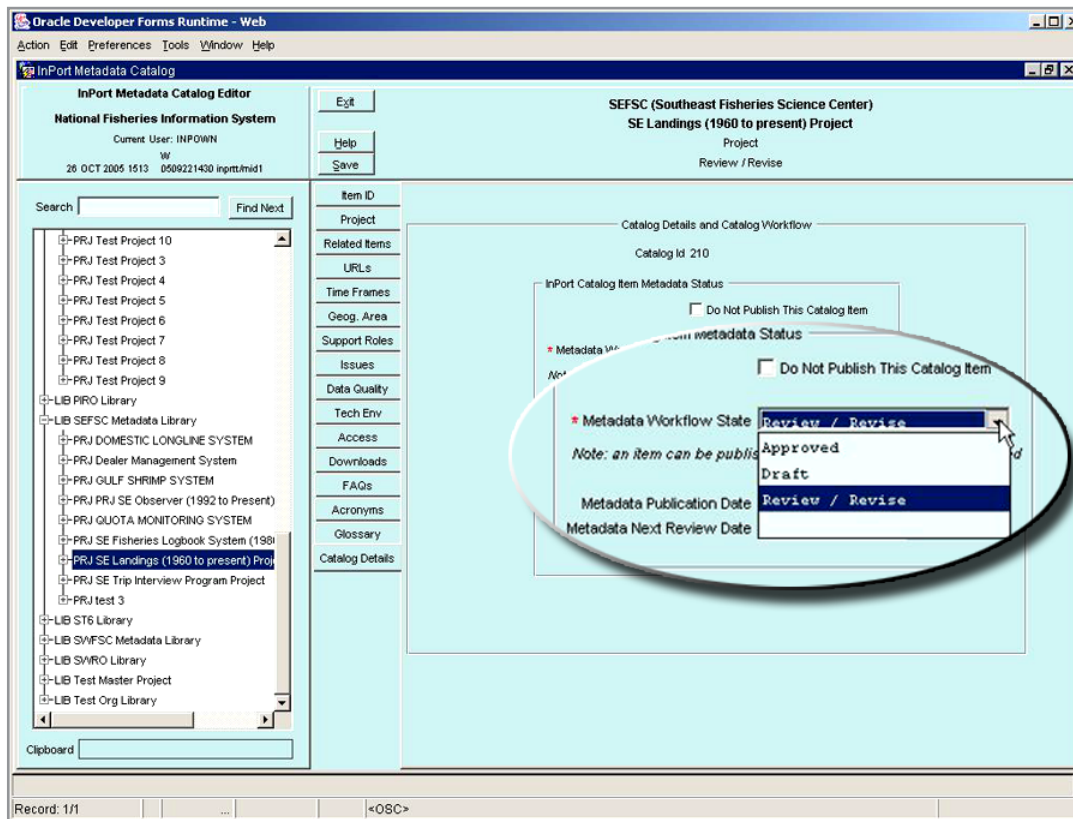 Oracle Developer Forms Runtime - Web
Action Edit Preferences Tools Window Help
InPort Metadata Catalog
InPort Metadata Catalog Editor
National Fisheries Information System
Current User: INPOWN
W
26 OCT 2005 1513 0509221430 inprtt/mid1
Exit
Help
Save
SEFSC (Southeast Fisheries Science Center)
SE Landings (1960 to present) Project
Project
Review / Revise
Search
Find Next
PRJ Test Project 10
PRJ Test Project 3
PRJ Test Project 4
PRJ Test Project 5
PRJ Test Project 6
PRJ Test Project 7
PRJ Test Project 8
PRJ Test Project 9
LIB PIRO Library
LIB SEFSC Metadata Library
PRJ DOMESTIC LONGLINE SYSTEM
PRJ Dealer Management System
PRJ GULF SHRIMP SYSTEM
PRJ PRJ SE Observer (1992 to Present)
PRJ QUOTA MONITORING SYSTEM
PRJ SE Fisheries Logbook System (198
PRJ SE Landings (1960 to present) Proj
PRJ SE Trip Interview Program Project
PRJ test 3
LIB ST6 Library
LIB SWFSC Metadata Library
LIB SWRO Library
LIB Test Master Project
LIB Test Org Library
Clipboard
Item ID
Project
Related Items
URLs
Time Frames
Geog. Area
Support Roles
Issues
Data Quality
Tech Env
Access
Downloads
FAQs
Acronyms
Glossary
Catalog Details
Catalog Details and Catalog Workflow
Catalog Id 210
InPort Catalog Item Metadata Status
Do Not Publish This Catalog Item
* Metadata W
Not
Item Metadata Status
Do Not Publish This Catalog Item
* Metadata Workflow State Review / Revise
Approved
Note: an item can be publis
Draft
Review / Revise
Metadata Publication Date
Metadata Next Review Date
Record: 1/1
...
<OSC>